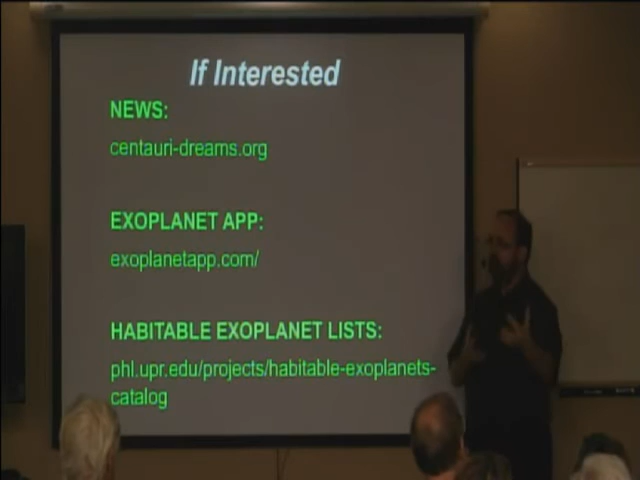 If Interested
NEWS:
centauri-dreams.org
EXOPLANET APP:
exoplanetapp.com/
HABITABLE EXOPLANET LISTS:
phl.upr.edu/projects/habitable-exoplanets-
catalog